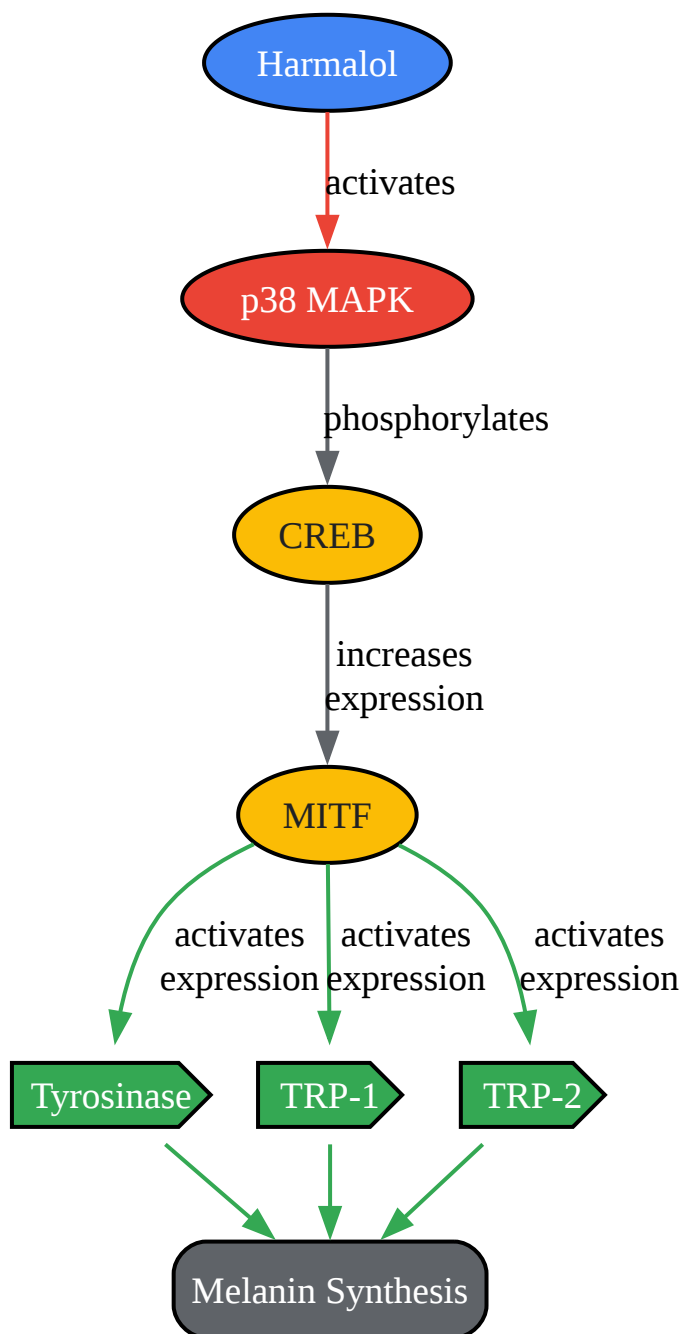 Harmalol
activates
p38 MAPK
phosphorylates
CREB
increases
expression
MITF
activates
expression
activates
expression
activates
expression
Tyrosinase
TRP-1
TRP-2
Melanin Synthesis